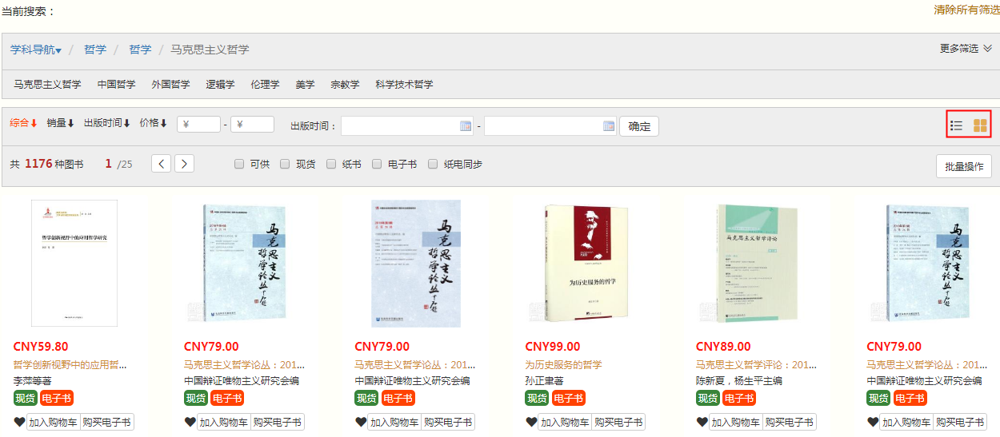 当前搜索：
清除所有筛选
学科导航 / 哲学 / 哲学 / 马克思主义哲学
更多筛选
马克思主义哲学 中国哲学 外国哲学 逻辑学 伦理学 美学 宗教学 科学技术哲学
综合 销量 出版时间 价格 ¥ - ¥ 出版时间： - 确定
共 1176 种图书 1 /25 可供 现货 纸书 电子书 纸电同步
批量操作
哲学创新视野中的应用哲学研究
马克思主义
哲学论丛
马克思主义
哲学论丛
为历史服务的哲学
马克思主义哲学评论
马克思主义
哲学论丛
CNY59.80 CNY79.00 CNY79.00 CNY99.00 CNY89.00 CNY79.00
哲学创新视野中的应用哲... 马克思主义哲学论丛：201... 马克思主义哲学论丛：201... 为历史服务的哲学 马克思主义哲学评论：201... 马克思主义哲学论丛：201...
李萍等著 中国辩证唯物主义研究会编 中国辩证唯物主义研究会编 孙正聿著 陈新夏，杨生平主编 中国辩证唯物主义研究会编
现货 电子书 现货 电子书 现货 电子书 现货 电子书 现货 电子书 现货 电子书
加入购物车 购买电子书 加入购物车 购买电子书 加入购物车 购买电子书 加入购物车 购买电子书 加入购物车 购买电子书 加入购物车 购买电子书